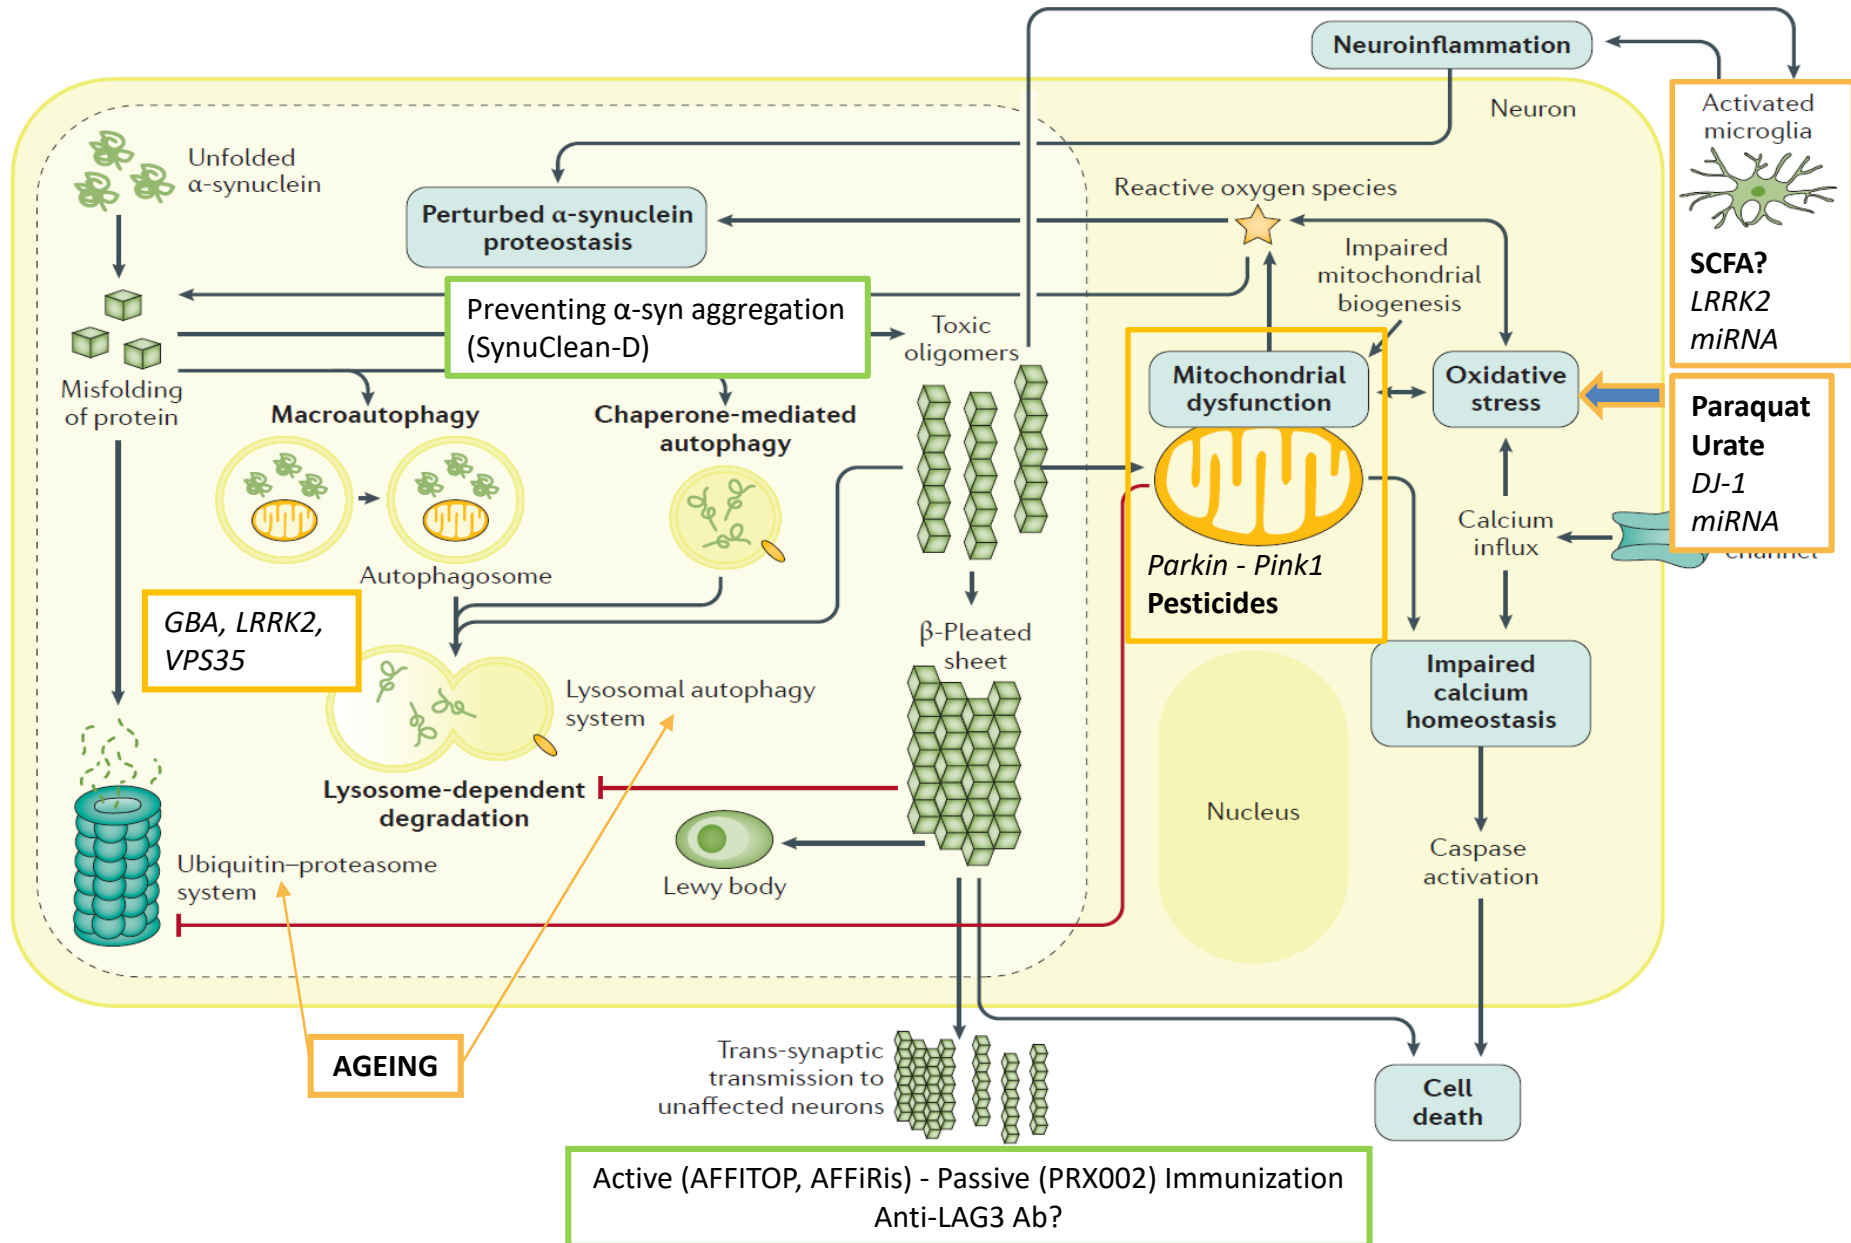 Neuroinflammation
Neuron
Activated
microglia
SCFA?
LRRK2
miRNA
Unfolded
α-synuclein
Perturbed α-synuclein
proteostasis
Reactive oxygen species
Impaired
mitochondrial
biogenesis
Preventing α-syn aggregation
(SynuClean-D)
Toxic
oligomers
Misfolding
of protein
Macroautophagy
Chaperone-mediated
autophagy
Mitochondrial
dysfunction
Oxidative
stress
Paraquat
Urate
DJ-1
miRNA
Calcium
influx
channel
Autophagosome
Parkin - Pink1
Pesticides
GBA, LRRK2,
VPS35
β-Pleated
sheet
Lysosomal autophagy
system
Impaired
calcium
homeostasis
Lysosome-dependent
degradation
Nucleus
Ubiquitin–proteasome
system
Lewy body
Caspase
activation
AGEING
Trans-synaptic
transmission to
unaffected neurons
Cell
death
Active (AFFITOP, AFFiRis) - Passive (PRX002) Immunization
Anti-LAG3 Ab?